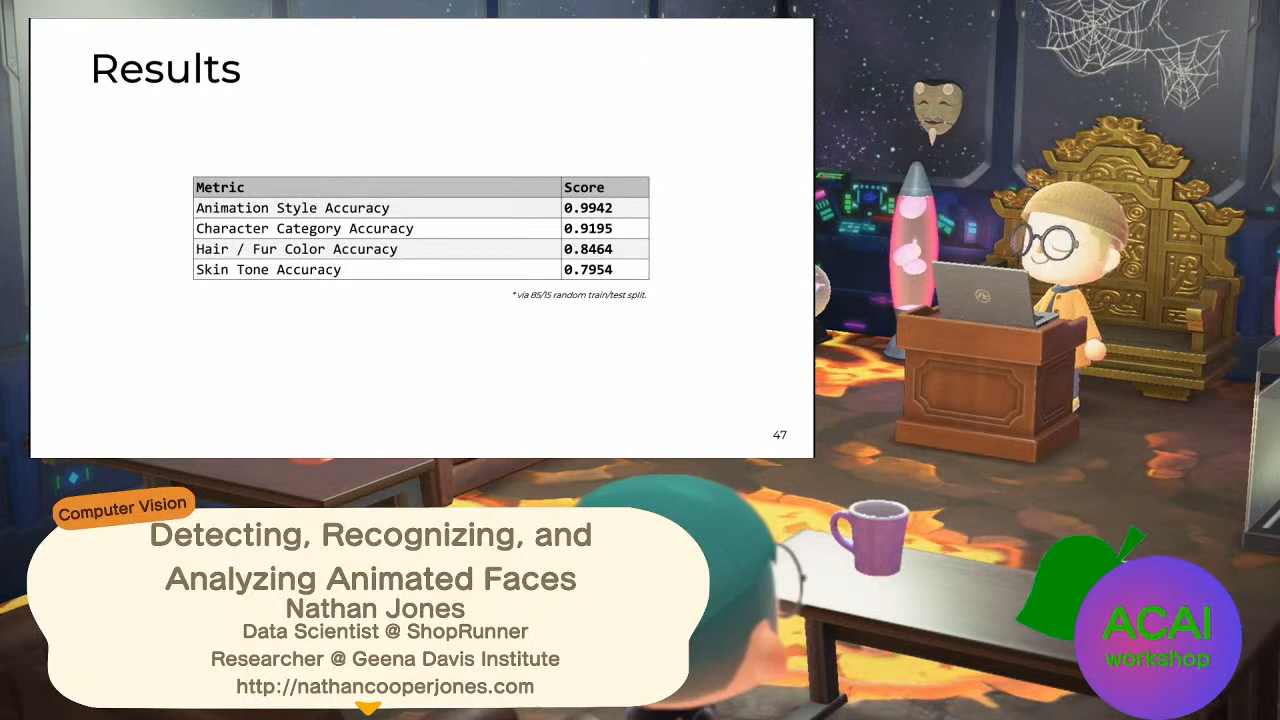 Results
Metric Score
Animation Style Accuracy 0.9942
Character Category Accuracy 0.9195
Hair / Fur Color Accuracy 0.8464
Skin Tone Accuracy 0.7954
* via 85/15 random train/test split.
47
Computer Vision
Detecting, Recognizing, and
Analyzing Animated Faces
Nathan Jones
Data Scientist @ ShopRunner
Researcher @ Geena Davis Institute
http://nathancooperjones.com
ACAI
workshop